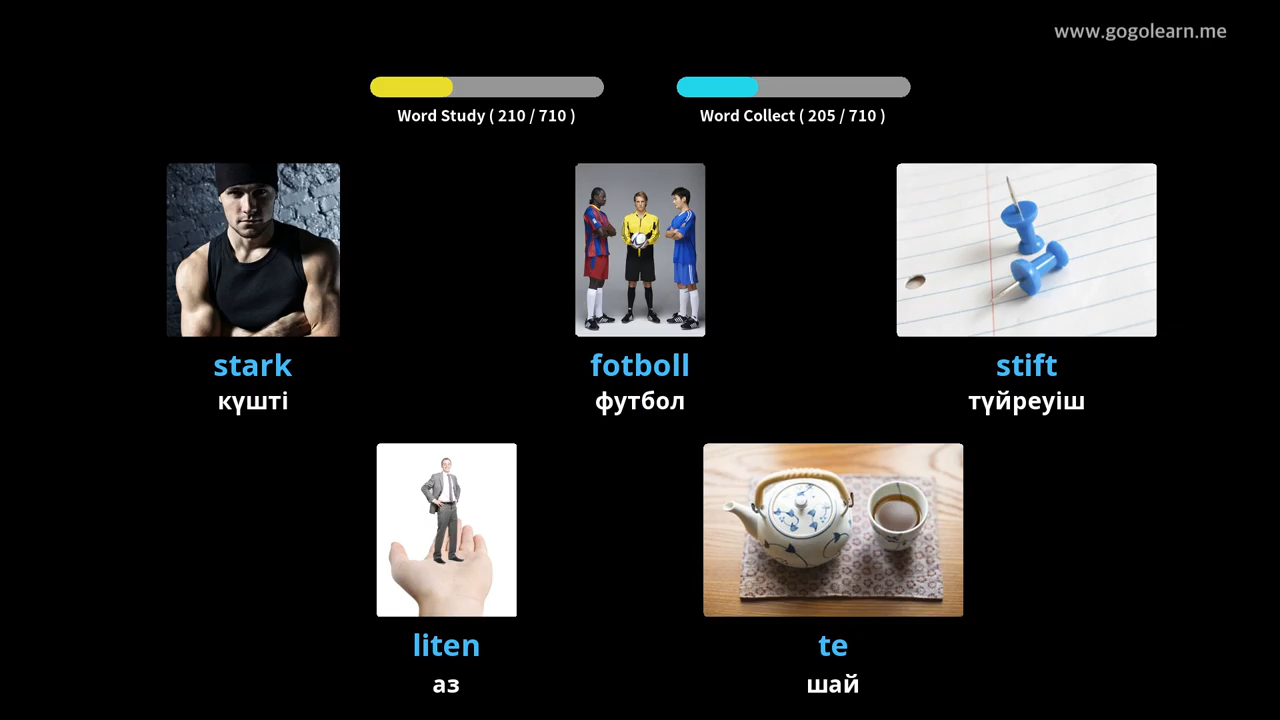 www.gogolearn.me
Word Study ( 210 / 710 )
Word Collect ( 205 / 710 )
stark
күшті
fotboll
футбол
stift
түйреуіш
liten
аз
te
шай